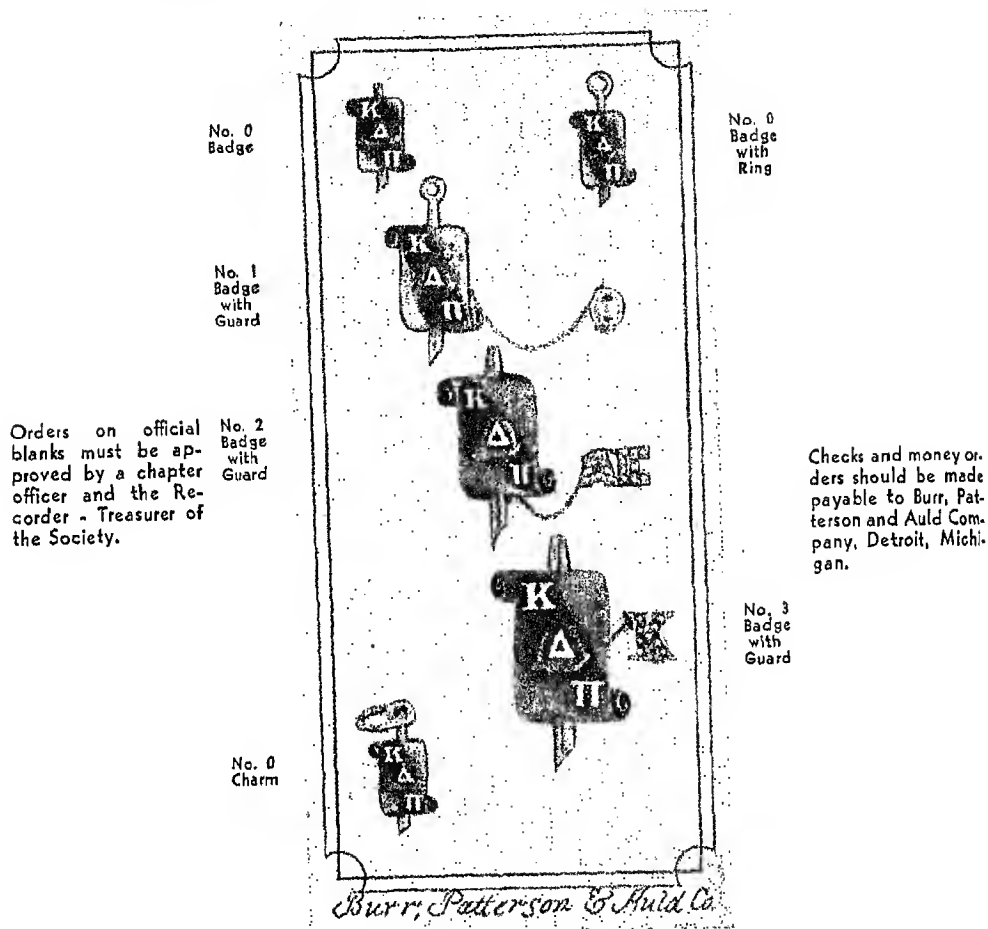 No. 0
Badge
No. 0
Badge
with
Ring
K
Δ
Π
K
Δ
Π
No. 1
Badge
with
Guard
K
Δ
Π
Orders on official
blanks must be ap-
proved by a chapter
officer and the Re-
corder - Treasurer of
the Society.
No. 2
Badge
with
Guard
K
Δ
Π
Checks and money or-
ders should be made
payable to Burr, Pat-
terson and Auld Com-
pany, Detroit, Michi-
gan.
No. 3
Badge
with
Guard
K
Δ
Π
K
No. 0
Charm
K
Δ
Π
Burr, Patterson & Auld Co.